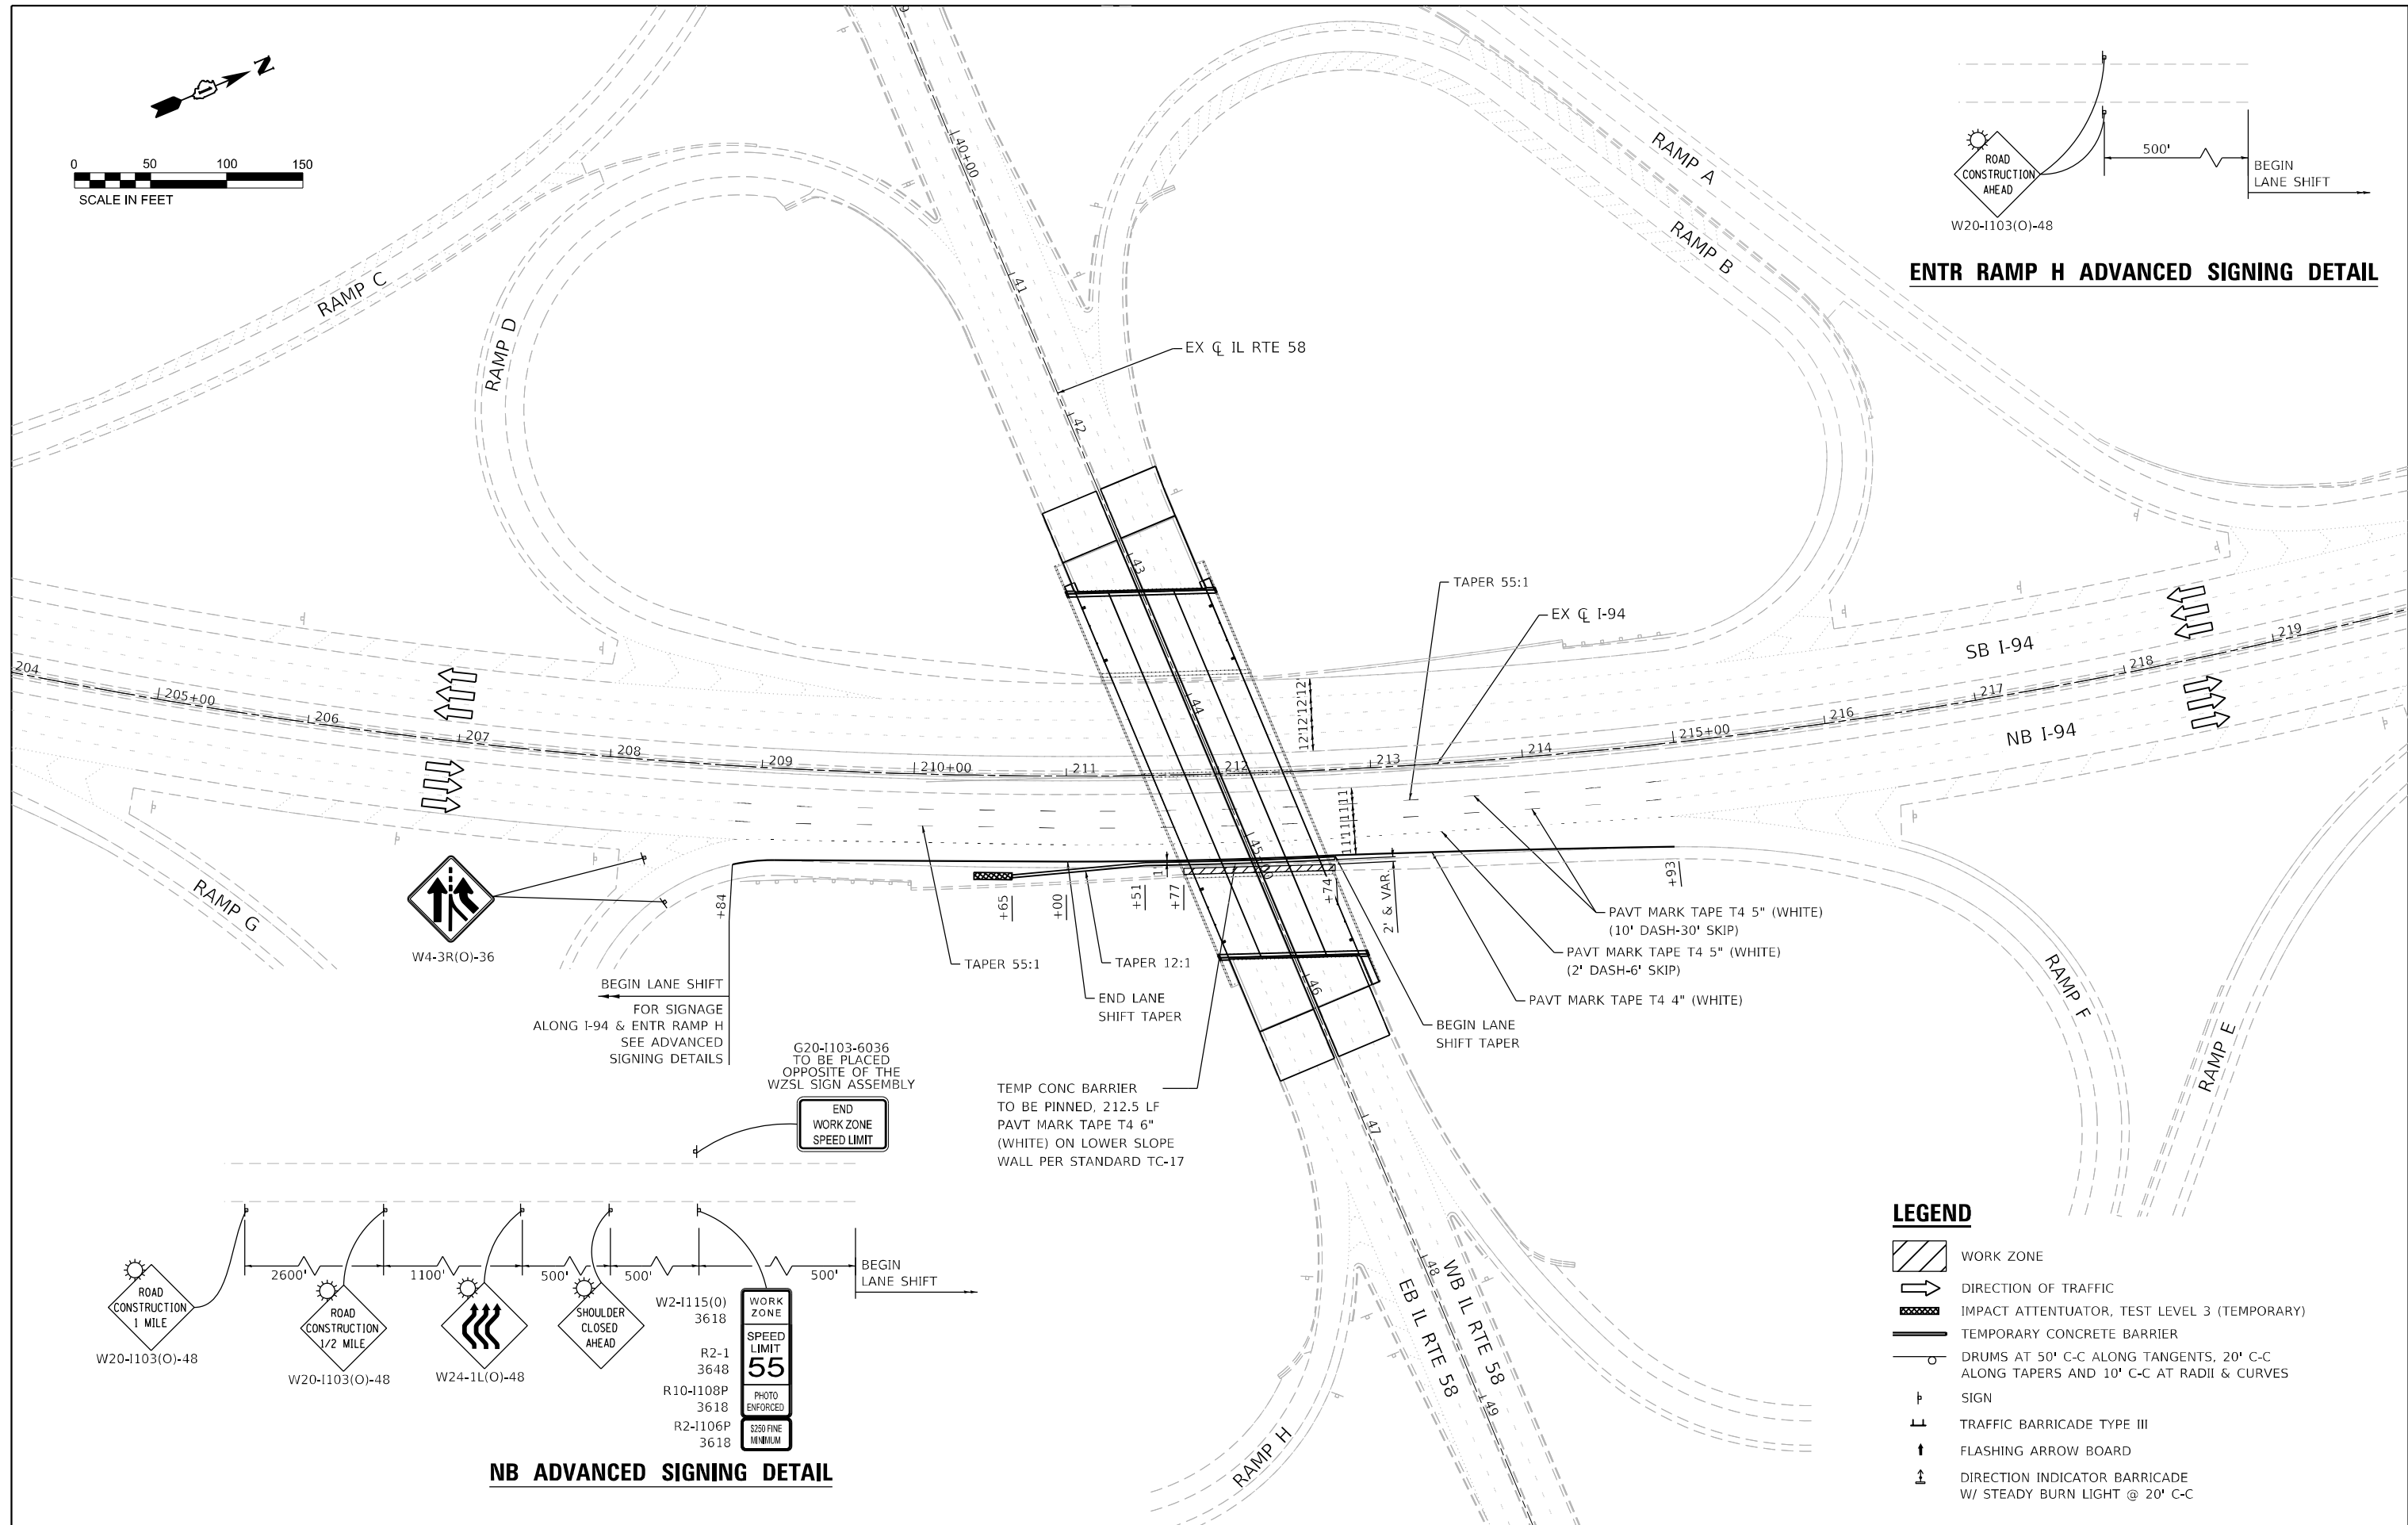 N
0 50 100 150
SCALE IN FEET
RAMP C
RAMP D
40+00
41
42
43
44
45+00
46
47
48
49
EX ℄ IL RTE 58
RAMP A
RAMP B
ROAD
CONSTRUCTION
AHEAD
W20-I103(O)-48
500'
BEGIN
LANE SHIFT
ENTR RAMP H ADVANCED SIGNING DETAIL
TAPER 55:1
EX ℄ I-94
SB I-94
NB I-94
204
205+00
206
207
208
209
210+00
211
212
213
214
215+00
216
217
218
219
12'12'12'12'
11'11'11'11'
RAMP G
W4-3R(O)-36
+84
+65
+00
+51
1'
+77
+74
2' & VAR.
+93
BEGIN LANE SHIFT
FOR SIGNAGE
ALONG I-94 & ENTR RAMP H
SEE ADVANCED
SIGNING DETAILS
TAPER 55:1
TAPER 12:1
END LANE
SHIFT TAPER
TEMP CONC BARRIER
TO BE PINNED, 212.5 LF
PAVT MARK TAPE T4 6"
(WHITE) ON LOWER SLOPE
WALL PER STANDARD TC-17
PAVT MARK TAPE T4 5" (WHITE)
(10' DASH-30' SKIP)
PAVT MARK TAPE T4 5" (WHITE)
(2' DASH-6' SKIP)
PAVT MARK TAPE T4 4" (WHITE)
BEGIN LANE
SHIFT TAPER
RAMP F
RAMP E
RAMP H
EB IL RTE 58
WB IL RTE 58
G20-I103-6036
TO BE PLACED
OPPOSITE OF THE
WZSL SIGN ASSEMBLY
END
WORK ZONE
SPEED LIMIT
2600'
1100'
500'
500'
500'
BEGIN
LANE SHIFT
ROAD
CONSTRUCTION
1 MILE
W20-I103(O)-48
ROAD
CONSTRUCTION
1/2 MILE
W20-I103(O)-48
W24-1L(O)-48
SHOULDER
CLOSED
AHEAD
W2-I115(O)
3618
R2-1
3648
R10-I108P
3618
R2-I106P
3618
WORK
ZONE
SPEED
LIMIT
55
PHOTO
ENFORCED
$250 FINE
MINIMUM
NB ADVANCED SIGNING DETAIL
LEGEND
WORK ZONE
DIRECTION OF TRAFFIC
IMPACT ATTENUATOR, TEST LEVEL 3 (TEMPORARY)
TEMPORARY CONCRETE BARRIER
DRUMS AT 50' C-C ALONG TANGENTS, 20' C-C
ALONG TAPERS AND 10' C-C AT RADII & CURVES
SIGN
TRAFFIC BARRICADE TYPE III
FLASHING ARROW BOARD
DIRECTION INDICATOR BARRICADE
W/ STEADY BURN LIGHT @ 20' C-C